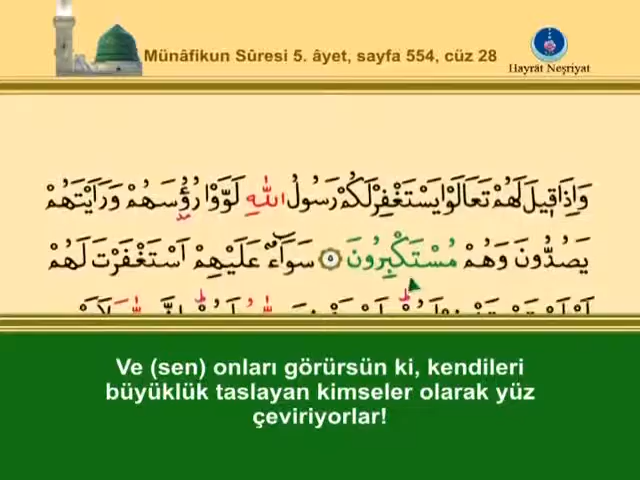 Münâfikun Sûresi 5. âyet, sayfa 554, cüz 28
Hayrât Neşriyat
وَاِذَا قٖيلَ لَهُمْ تَعَالَوْا يَسْتَغْفِرْ لَكُمْ رَسُولُ اللّٰهِ لَوَّوْا رُؤُسَهُمْ وَرَاَيْتَهُمْ
يَصُدُّونَ وَهُمْ مُسْتَكْبِرُونَ ﴿٥﴾ سَوَٓاءٌ عَلَيْهِمْ اَسْتَغْفَرْتَ لَهُمْ
Ve (sen) onları görürsün ki, kendileri
büyüklük taslayan kimseler olarak yüz
çeviriyorlar!